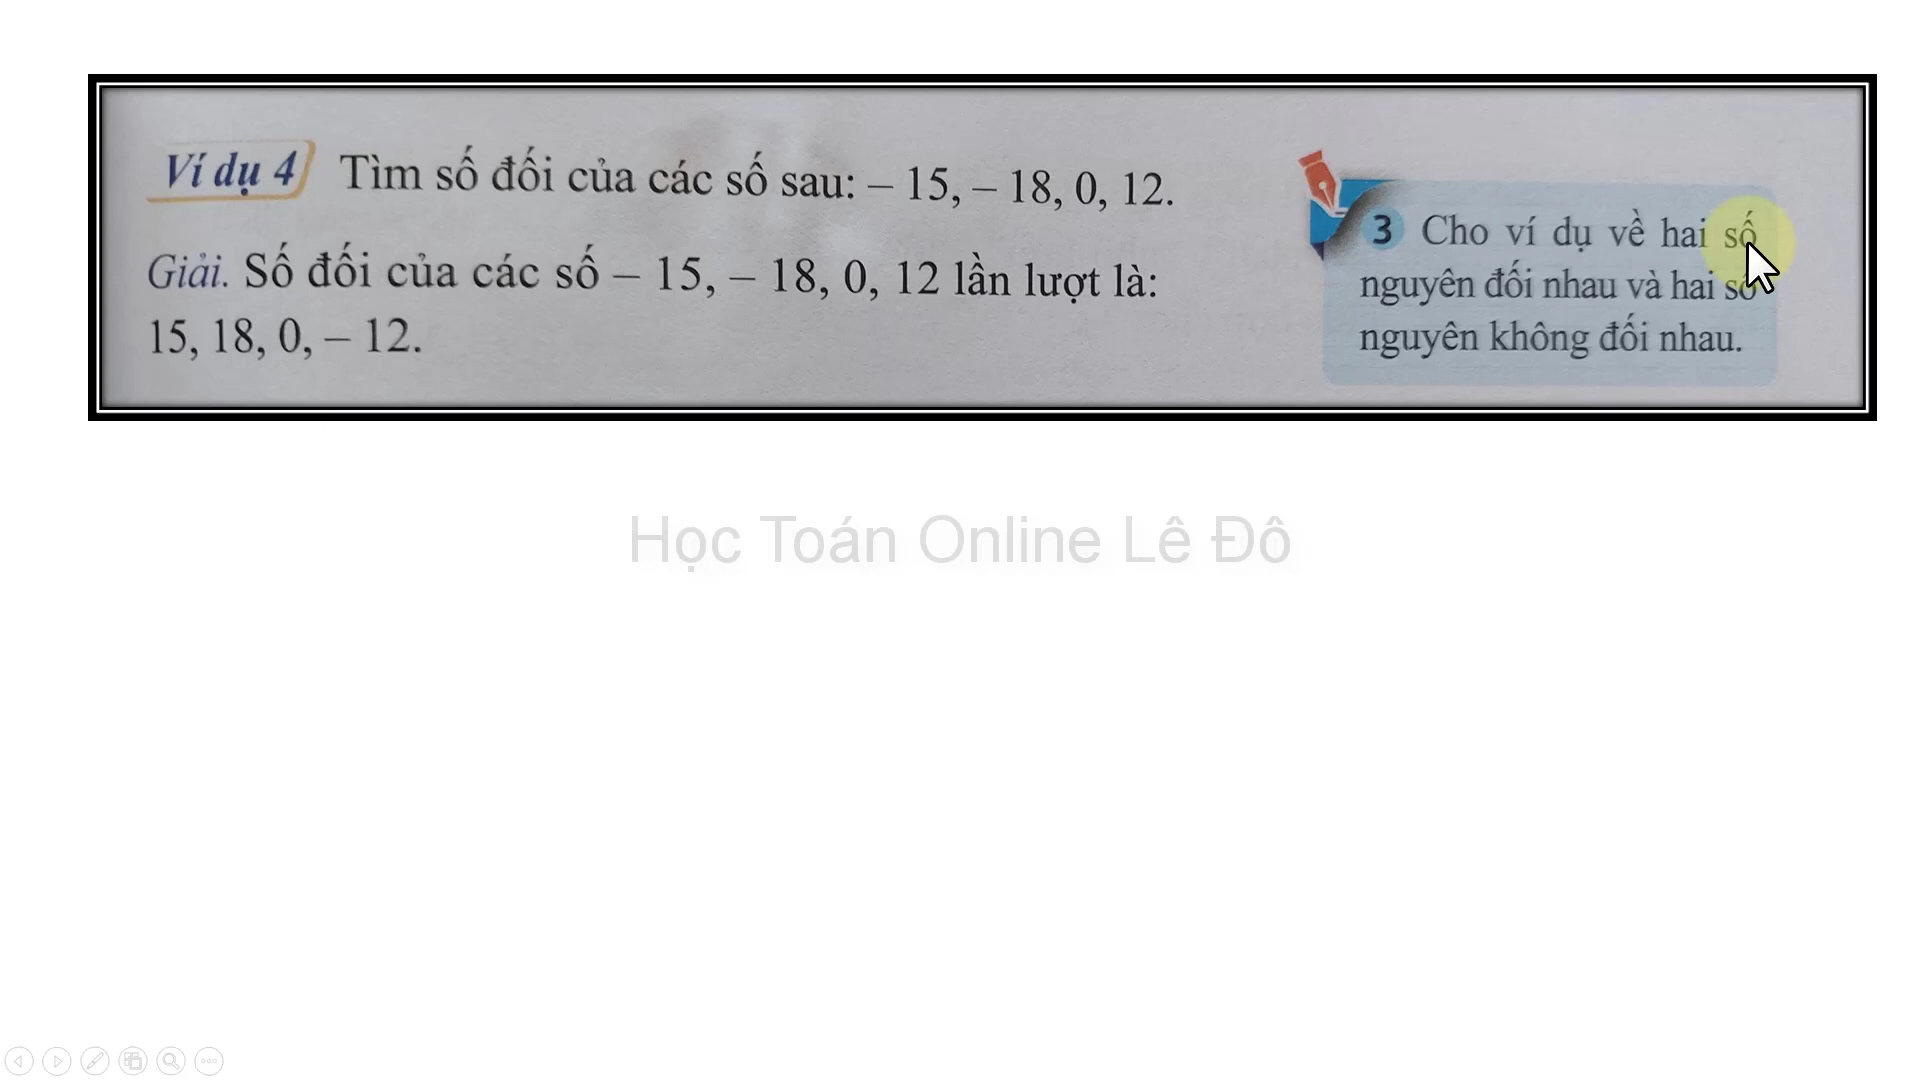 Ví dụ 4 Tìm số đối của các số sau: – 15, – 18, 0, 12.
Giải. Số đối của các số – 15, – 18, 0, 12 lần lượt là:
15, 18, 0, – 12.
3 Cho ví dụ về hai số
nguyên đối nhau và hai số
nguyên không đối nhau.
Học Toán Online Lê Đô